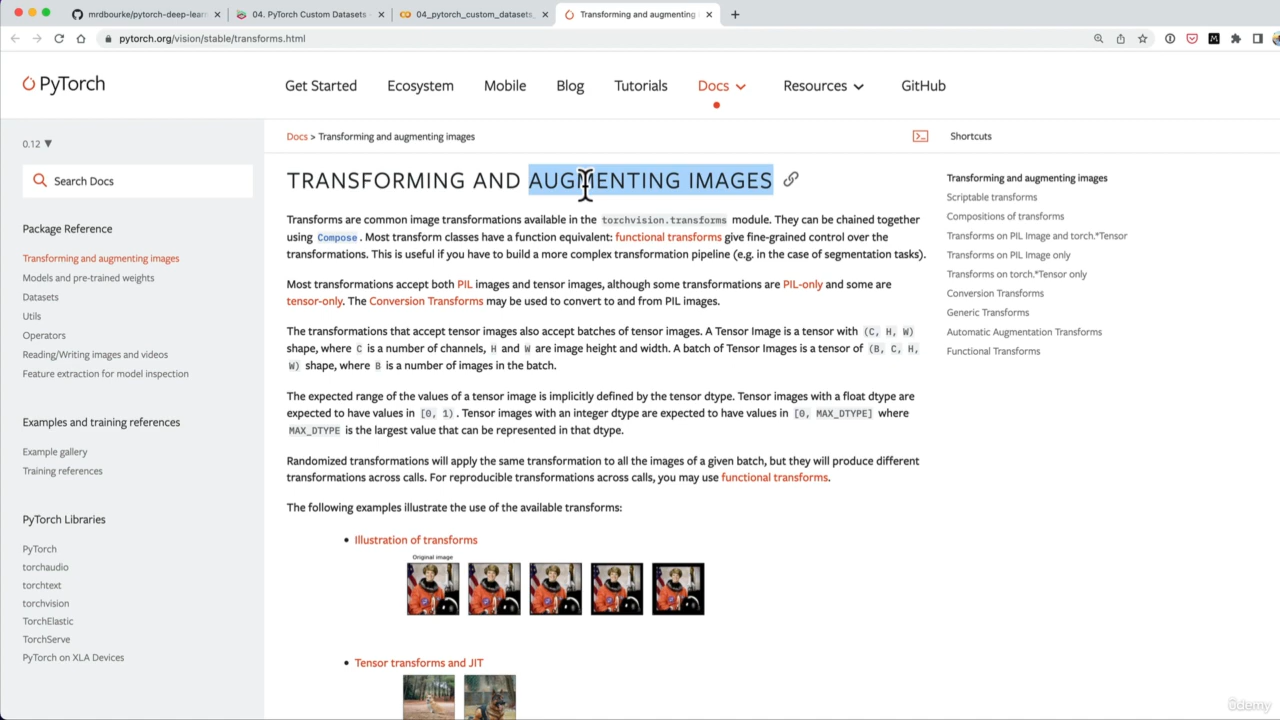 mrdbourke/pytorch-deep-learn
04. PyTorch Custom Datasets -
04_pytorch_custom_datasets_
Transforming and augmenting
pytorch.org/vision/stable/transforms.html
PyTorch
Get Started
Ecosystem
Mobile
Blog
Tutorials
Docs
Resources
GitHub
0.12 ▼
Docs > Transforming and augmenting images
Shortcuts
Search Docs
Package Reference
Transforming and augmenting images
Models and pre-trained weights
Datasets
Utils
Operators
Reading/Writing images and videos
Feature extraction for model inspection
Examples and training references
Example gallery
Training references
PyTorch Libraries
PyTorch
torchaudio
torchtext
torchvision
TorchElastic
TorchServe
PyTorch on XLA Devices
TRANSFORMING AND AUGMENTING IMAGES
Transforms are common image transformations available in the torchvision.transforms module. They can be chained together
using Compose. Most transform classes have a function equivalent: functional transforms give fine-grained control over the
transformations. This is useful if you have to build a more complex transformation pipeline (e.g. in the case of segmentation tasks).
Most transformations accept both PIL images and tensor images, although some transformations are PIL-only and some are
tensor-only. The Conversion Transforms may be used to convert to and from PIL images.
The transformations that accept tensor images also accept batches of tensor images. A Tensor Image is a tensor with (C, H, W)
shape, where C is a number of channels, H and W are image height and width. A batch of Tensor Images is a tensor of (B, C, H,
W) shape, where B is a number of images in the batch.
The expected range of the values of a tensor image is implicitly defined by the tensor dtype. Tensor images with a float dtype are
expected to have values in [0, 1). Tensor images with an integer dtype are expected to have values in [0, MAX_DTYPE] where
MAX_DTYPE is the largest value that can be represented in that dtype.
Randomized transformations will apply the same transformation to all the images of a given batch, but they will produce different
transformations across calls. For reproducible transformations across calls, you may use functional transforms.
The following examples illustrate the use of the available transforms:
• Illustration of transforms
Original image
• Tensor transforms and JIT
Transforming and augmenting images
Scriptable transforms
Compositions of transforms
Transforms on PIL Image and torch.*Tensor
Transforms on PIL Image only
Transforms on torch.*Tensor only
Conversion Transforms
Generic Transforms
Automatic Augmentation Transforms
Functional Transforms
ûdemy